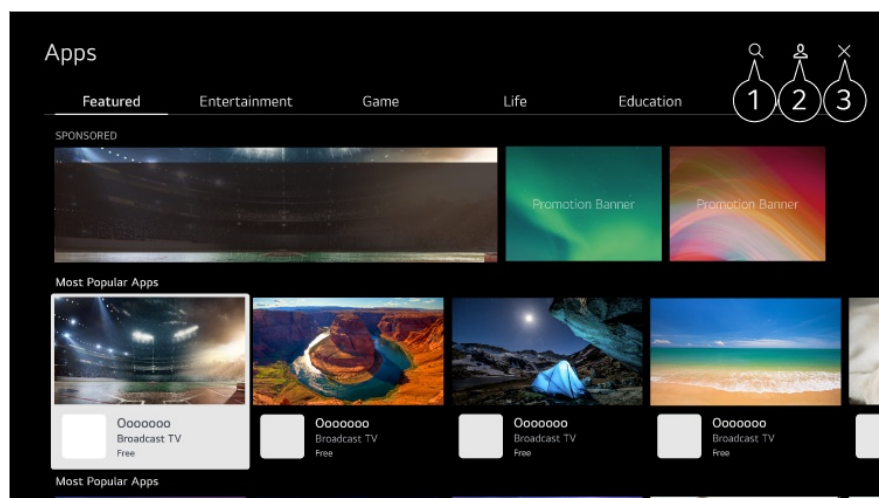 Apps
Featured Entertainment Game Life Education
1 2 3
SPONSORED
Promotion Banner Promotion Banner
Most Popular Apps
Ooooooo Ooooooo Ooooooo Ooooooo
Broadcast TV Broadcast TV Broadcast TV Broadcast TV
Free Free Free Free
Most Popular Apps